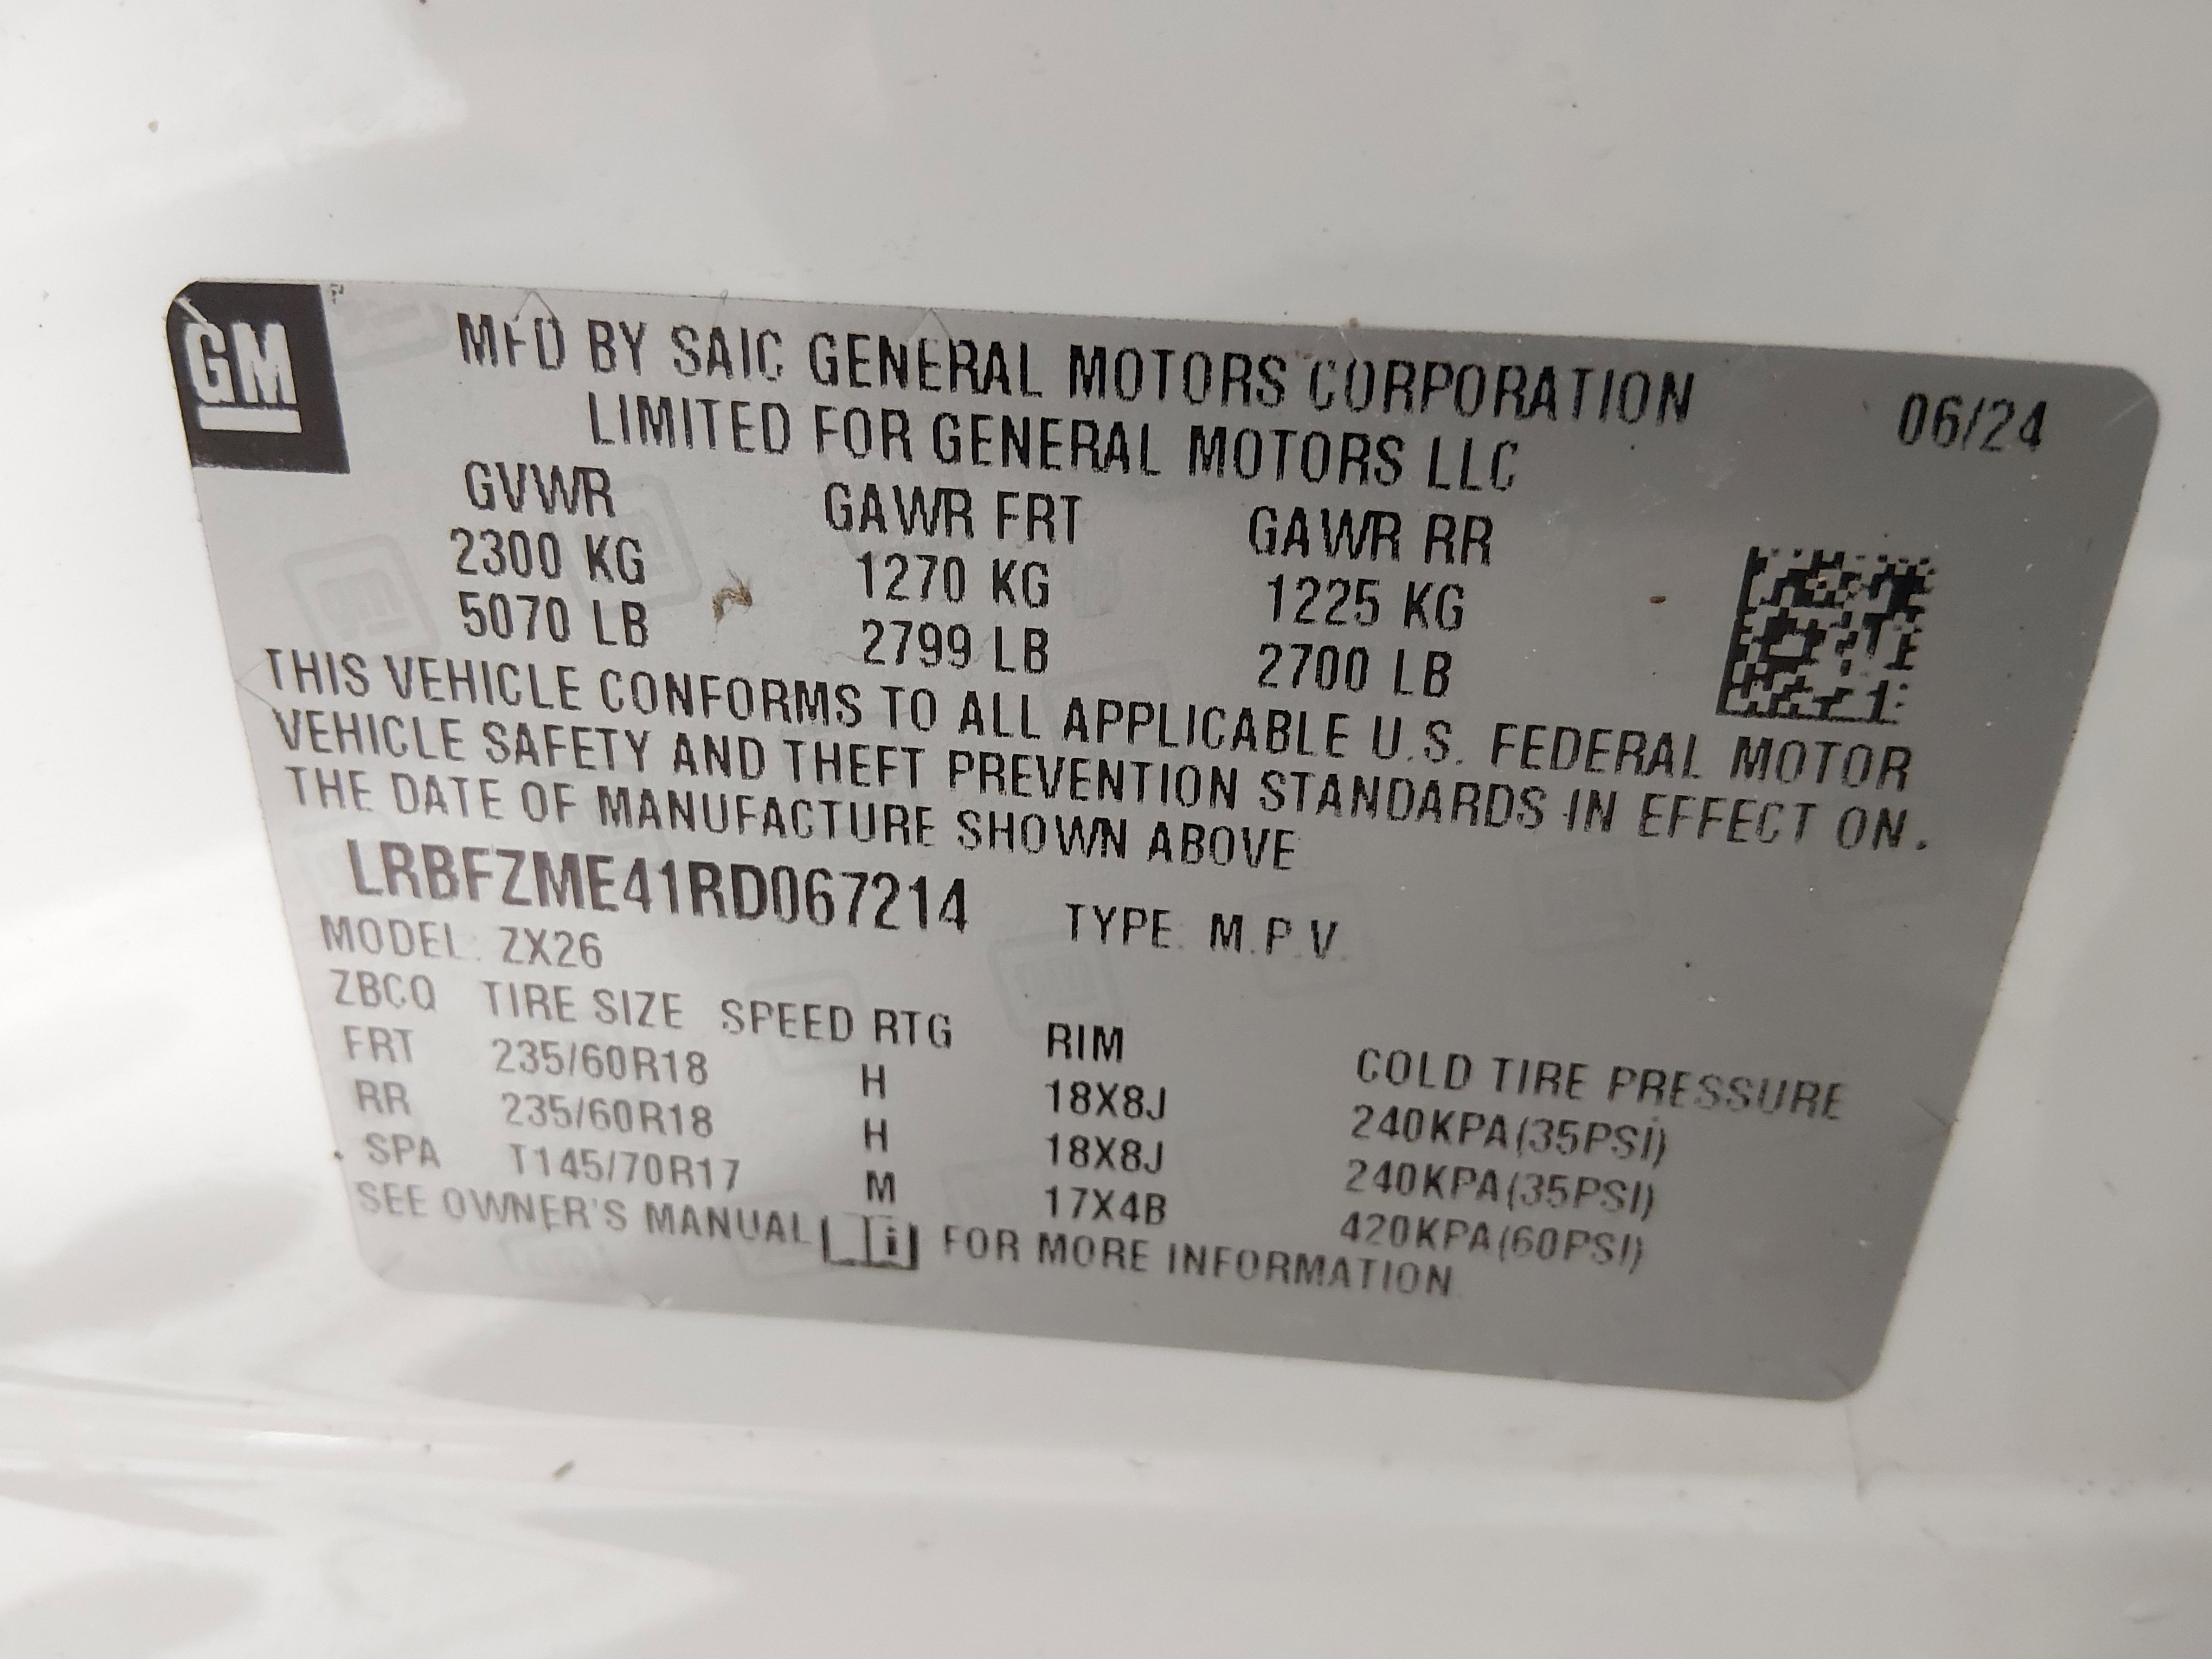 GM
MFD BY SAIC GENERAL MOTORS CORPORATION
LIMITED FOR GENERAL MOTORS LLC
06/24
GVWR GAWR FRT GAWR RR
2300 KG 1270 KG 1225 KG
5070 LB 2799 LB 2700 LB
THIS VEHICLE CONFORMS TO ALL APPLICABLE U.S. FEDERAL MOTOR
VEHICLE SAFETY AND THEFT PREVENTION STANDARDS IN EFFECT ON.
THE DATE OF MANUFACTURE SHOWN ABOVE
LRBFZME41RD067214 TYPE: M.P.V.
MODEL: ZX26
ZBCQ TIRE SIZE SPEED RTG RIM COLD TIRE PRESSURE
FRT 235/60R18 H 18X8J 240KPA(35PSI)
RR 235/60R18 H 18X8J 240KPA(35PSI)
SPA T145/70R17 M 17X4B 420KPA(60PSI)
SEE OWNER'S MANUAL i FOR MORE INFORMATION